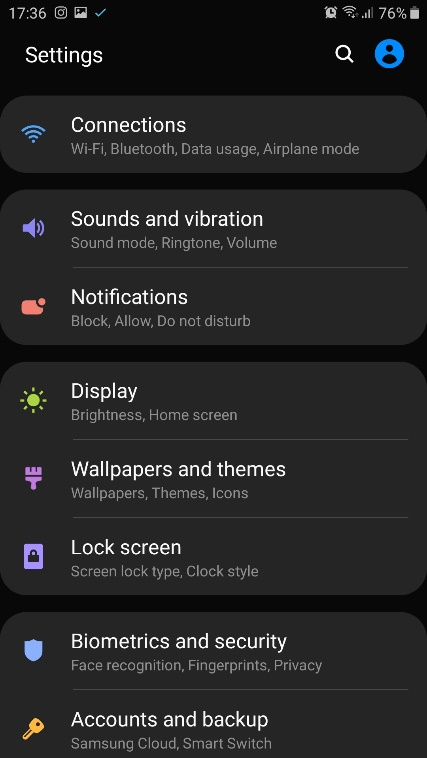 17:36 76%
Settings
Connections
Wi-Fi, Bluetooth, Data usage, Airplane mode
Sounds and vibration
Sound mode, Ringtone, Volume
Notifications
Block, Allow, Do not disturb
Display
Brightness, Home screen
Wallpapers and themes
Wallpapers, Themes, Icons
Lock screen
Screen lock type, Clock style
Biometrics and security
Face recognition, Fingerprints, Privacy
Accounts and backup
Samsung Cloud, Smart Switch